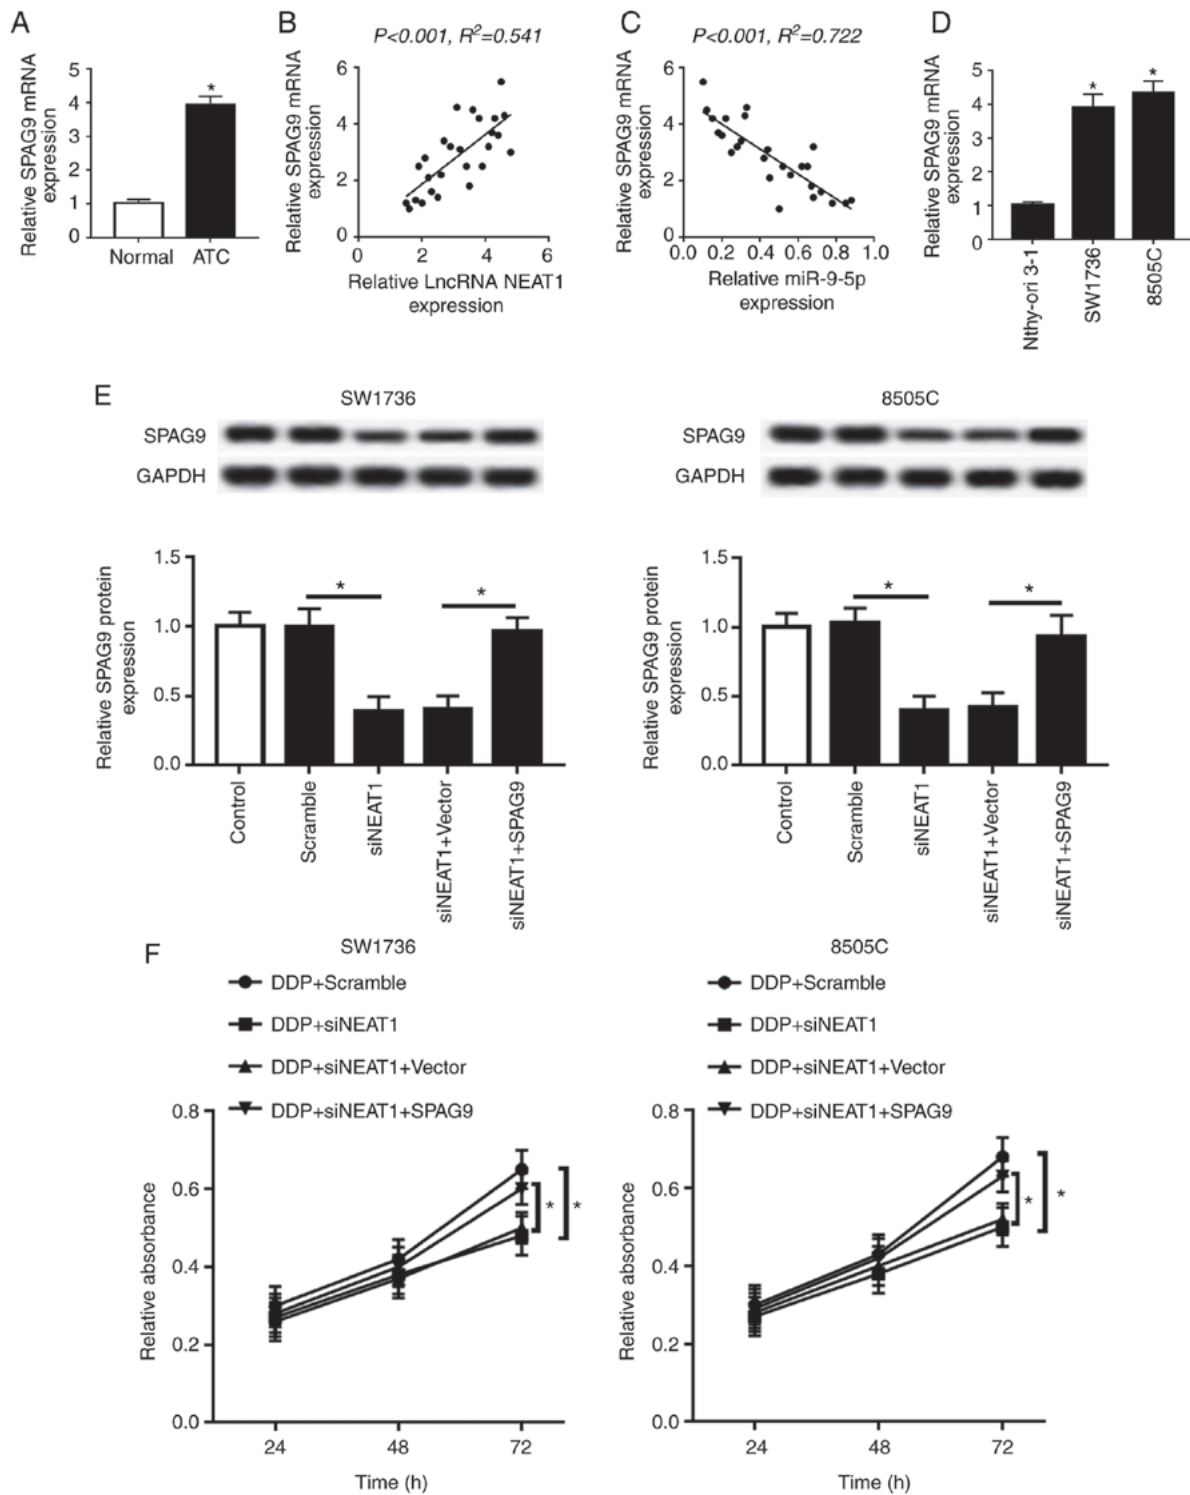 A
Relative SPAG9 mRNA
expression
5
4
3
2
1
0
*
Normal
ATC
B
P<0.001, R²=0.541
Relative SPAG9 mRNA
expression
6
4
2
0
0
2
4
6
Relative LncRNA NEAT1
expression
C
P<0.001, R²=0.722
Relative SPAG9 mRNA
expression
6
4
2
0
0.0
0.2
0.4
0.6
0.8
1.0
Relative miR-9-5p
expression
D
Relative SPAG9 mRNA
expression
5
4
3
2
1
0
*
*
Nthy-ori 3-1
SW1736
8505C
E
SW1736
SPAG9
GAPDH
Relative SPAG9 protein
expression
1.5
1.0
0.5
0.0
*
*
Control
Scramble
siNEAT1
siNEAT1+Vector
siNEAT1+SPAG9
8505C
SPAG9
GAPDH
Relative SPAG9 protein
expression
1.5
1.0
0.5
0.0
*
*
Control
Scramble
siNEAT1
siNEAT1+Vector
siNEAT1+SPAG9
F
SW1736
DDP+Scramble
DDP+siNEAT1
DDP+siNEAT1+Vector
DDP+siNEAT1+SPAG9
Relative absorbance
0.8
0.6
0.4
0.2
0.0
*
*
24
48
72
Time (h)
8505C
DDP+Scramble
DDP+siNEAT1
DDP+siNEAT1+Vector
DDP+siNEAT1+SPAG9
Relative absorbance
0.8
0.6
0.4
0.2
0.0
*
*
24
48
72
Time (h)